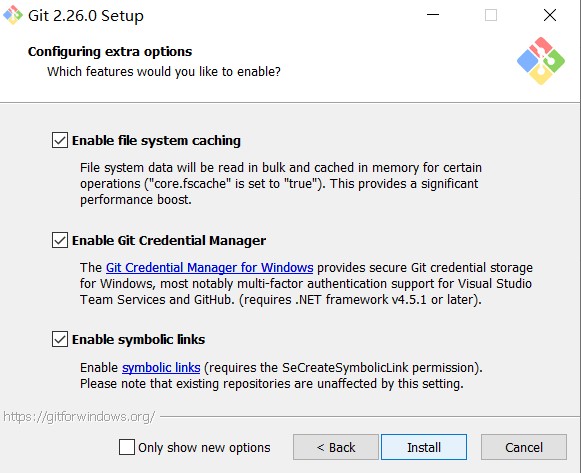 Git 2.26.0 Setup
Configuring extra options
Which features would you like to enable?
Enable file system caching
File system data will be read in bulk and cached in memory for certain
operations ("core.fscache" is set to "true"). This provides a significant
performance boost.
Enable Git Credential Manager
The Git Credential Manager for Windows provides secure Git credential storage
for Windows, most notably multi-factor authentication support for Visual Studio
Team Services and GitHub. (requires .NET framework v4.5.1 or later).
Enable symbolic links
Enable symbolic links (requires the SeCreateSymbolicLink permission).
Please note that existing repositories are unaffected by this setting.
https://gitforwindows.org/
Only show new options
< Back
Install
Cancel